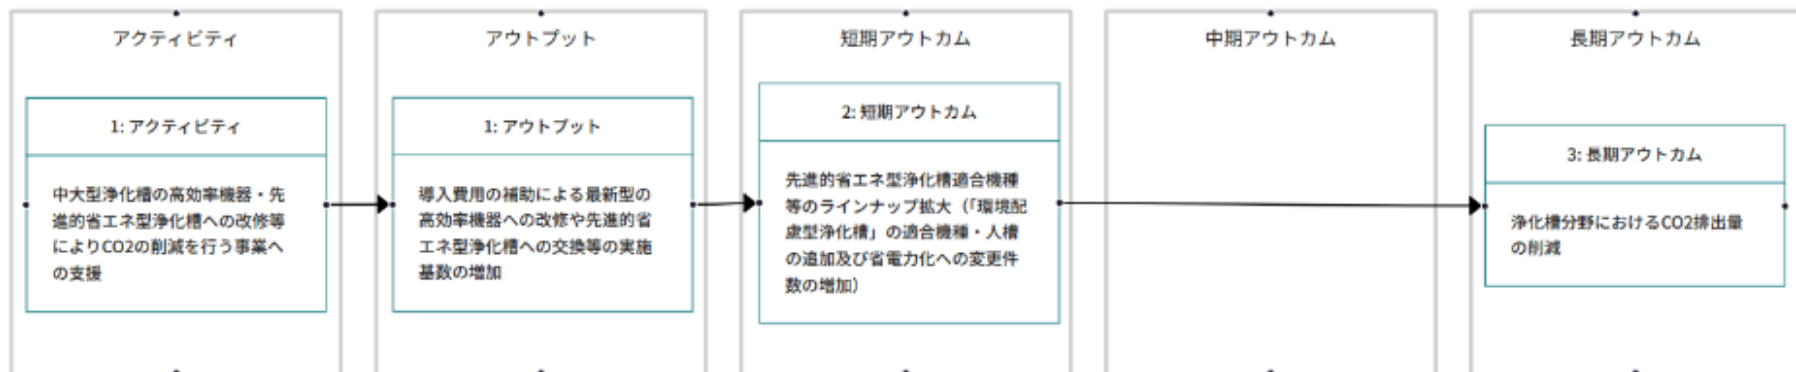 アクティビティ
1: アクティビティ
中大型浄化槽の高効率機器・先
進的省エネ型浄化槽への改修等
によりCO2の削減を行う事業へ
の支援
アウトプット
1: アウトプット
導入費用の補助による最新型の
高効率機器への改修や先進的省
エネ型浄化槽への交換等の実施
基数の増加
短期アウトカム
2: 短期アウトカム
先進的省エネ型浄化槽適合機種
等のラインナップ拡大（｢環境配
慮型浄化槽」の適合機種・人槽
の追加及び省電力化への変更件
数の増加）
中期アウトカム
長期アウトカム
3: 長期アウトカム
浄化槽分野におけるCO2排出量
の削減